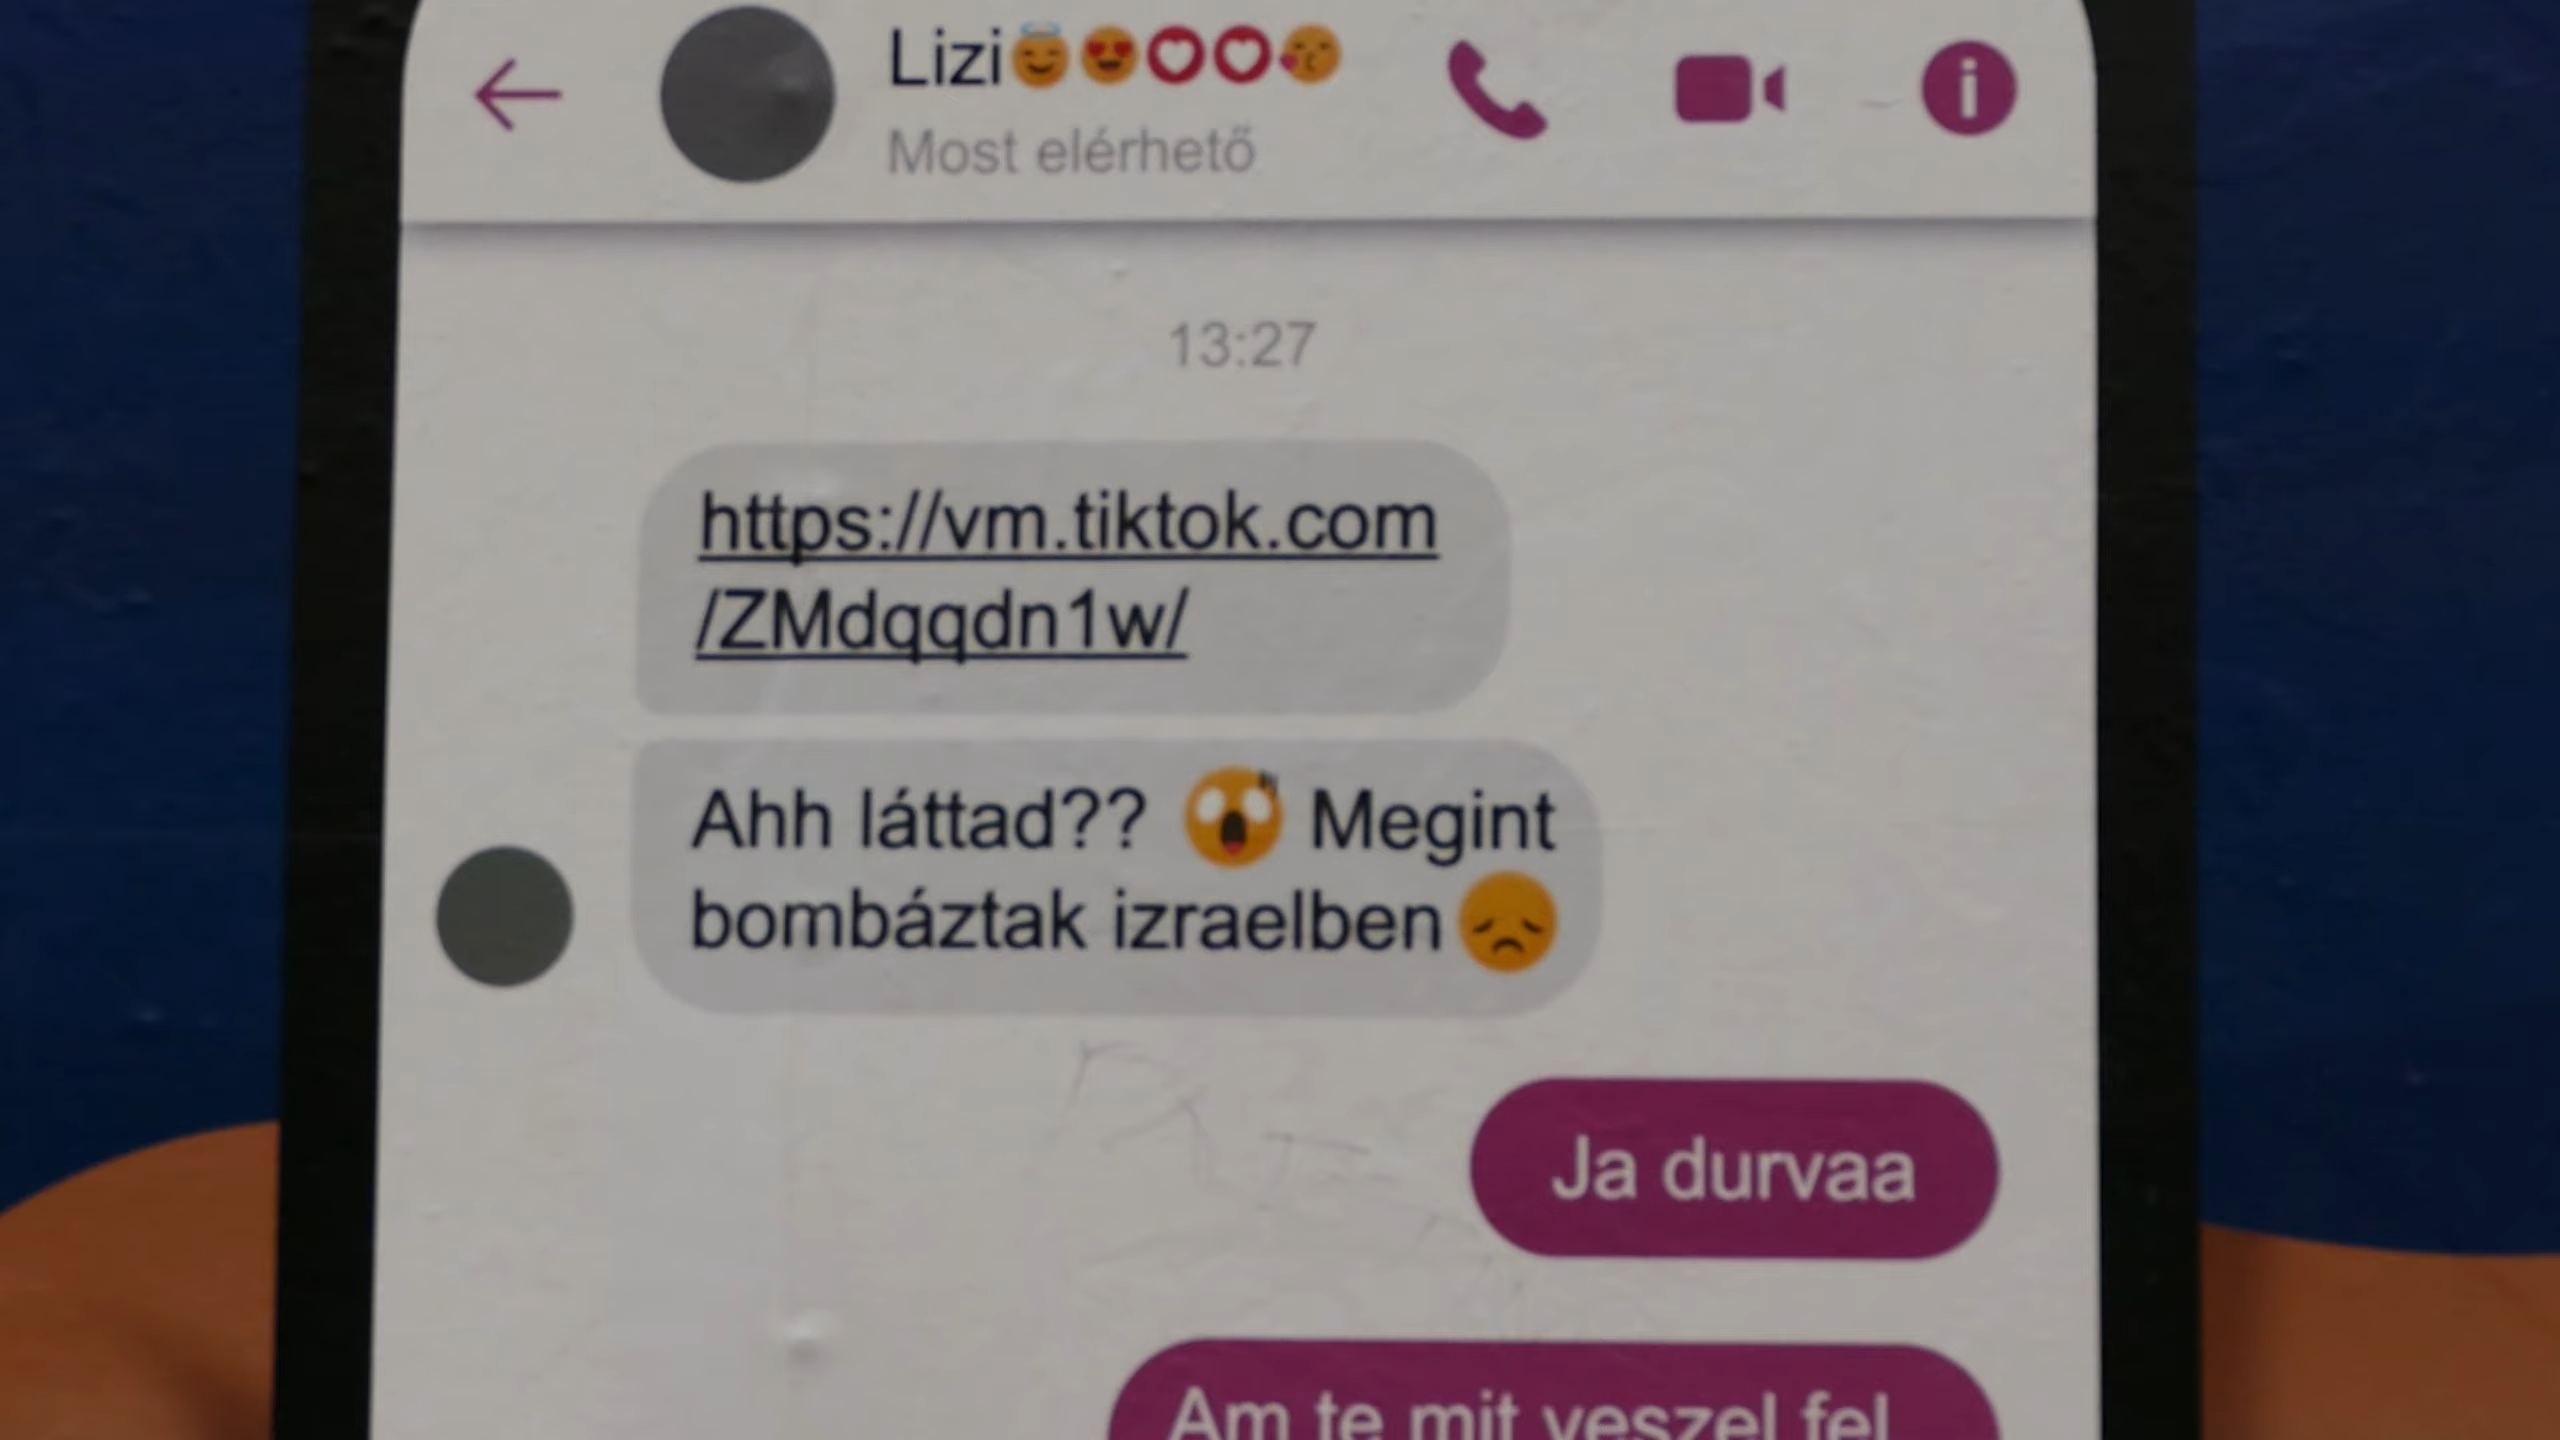 Lizi😇😍❤️❤️😘
Most elérhető
13:27
https://vm.tiktok.com
/ZMdqqdn1w/
Ahh láttad?? 😱 Megint
bombáztak izraelben😞
Ja durvaa
Am te mit veszel fel